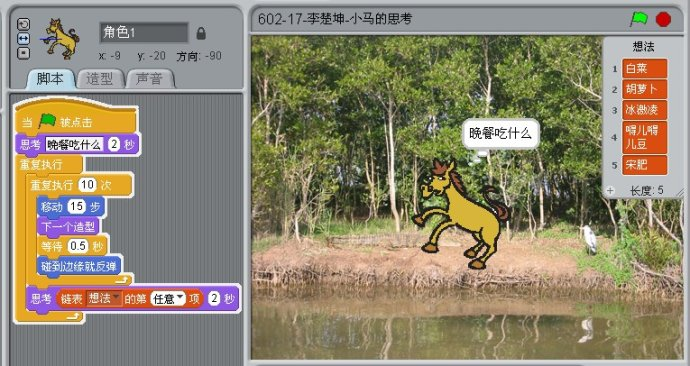 角色1
x: -9 y: -20 方向: -90
脚本 造型 声音
当 被点击
思考 晚餐吃什么 2 秒
重复执行
重复执行 10 次
移动 15 步
下一个造型
等待 0.5 秒
碰到边缘就反弹
思考 链表 想法 的第 任意 项 2 秒
602-17-李楚坤-小马的思考
晚餐吃什么
想法
1 白菜
2 胡萝卜
3 冰激凌
4 嘚儿嘚
儿豆
5 宋肥
+ 长度: 5